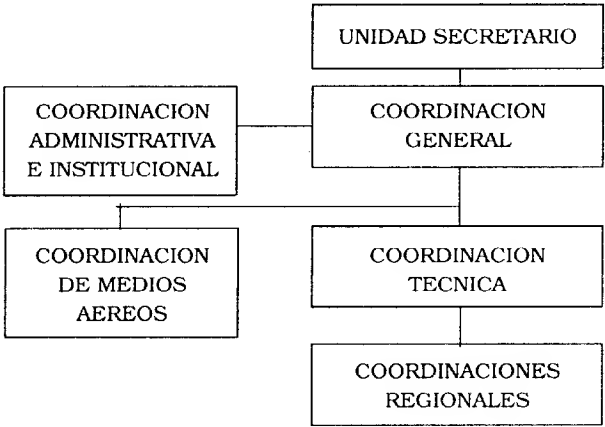 UNIDAD SECRETARIO
COORDINACION
ADMINISTRATIVA
E INSTITUCIONAL
COORDINACION
GENERAL
COORDINACION
DE MEDIOS
AEREOS
COORDINACION
TECNICA
COORDINACIONES
REGIONALES